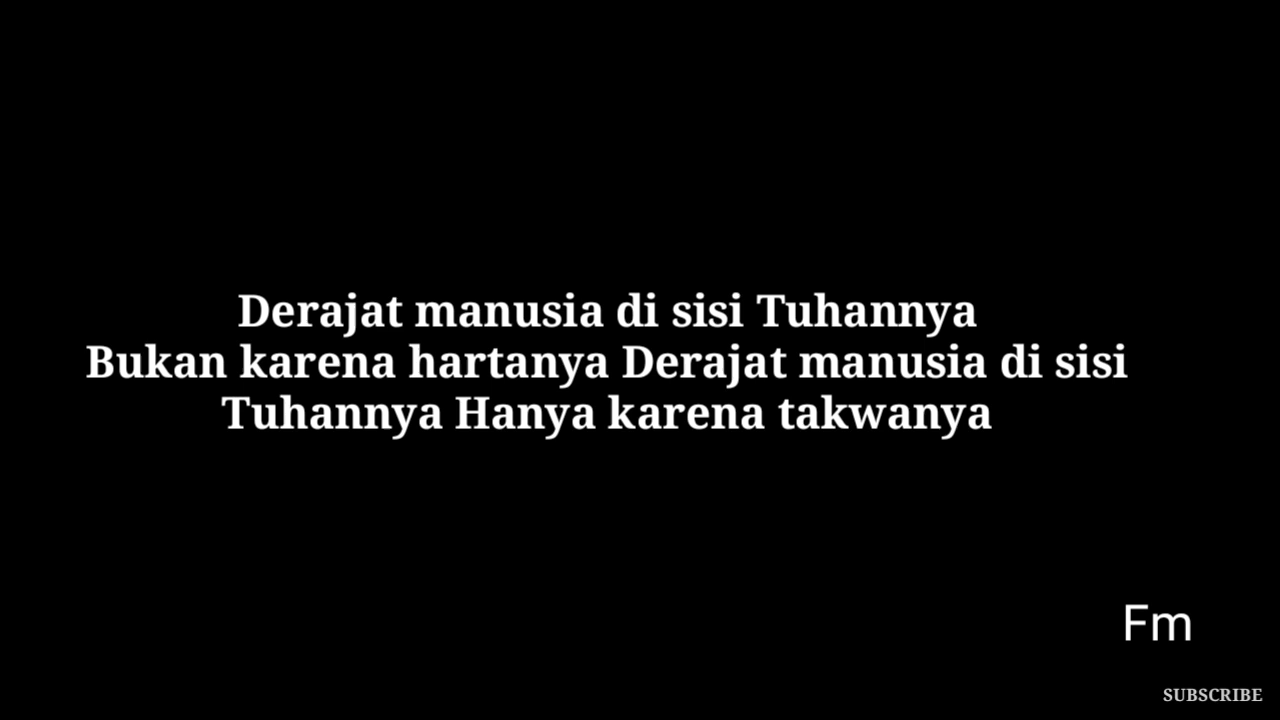 Derajat manusia di sisi Tuhannya
Bukan karena hartanya Derajat manusia di sisi
Tuhannya Hanya karena takwanya
Fm
SUBSCRIBE